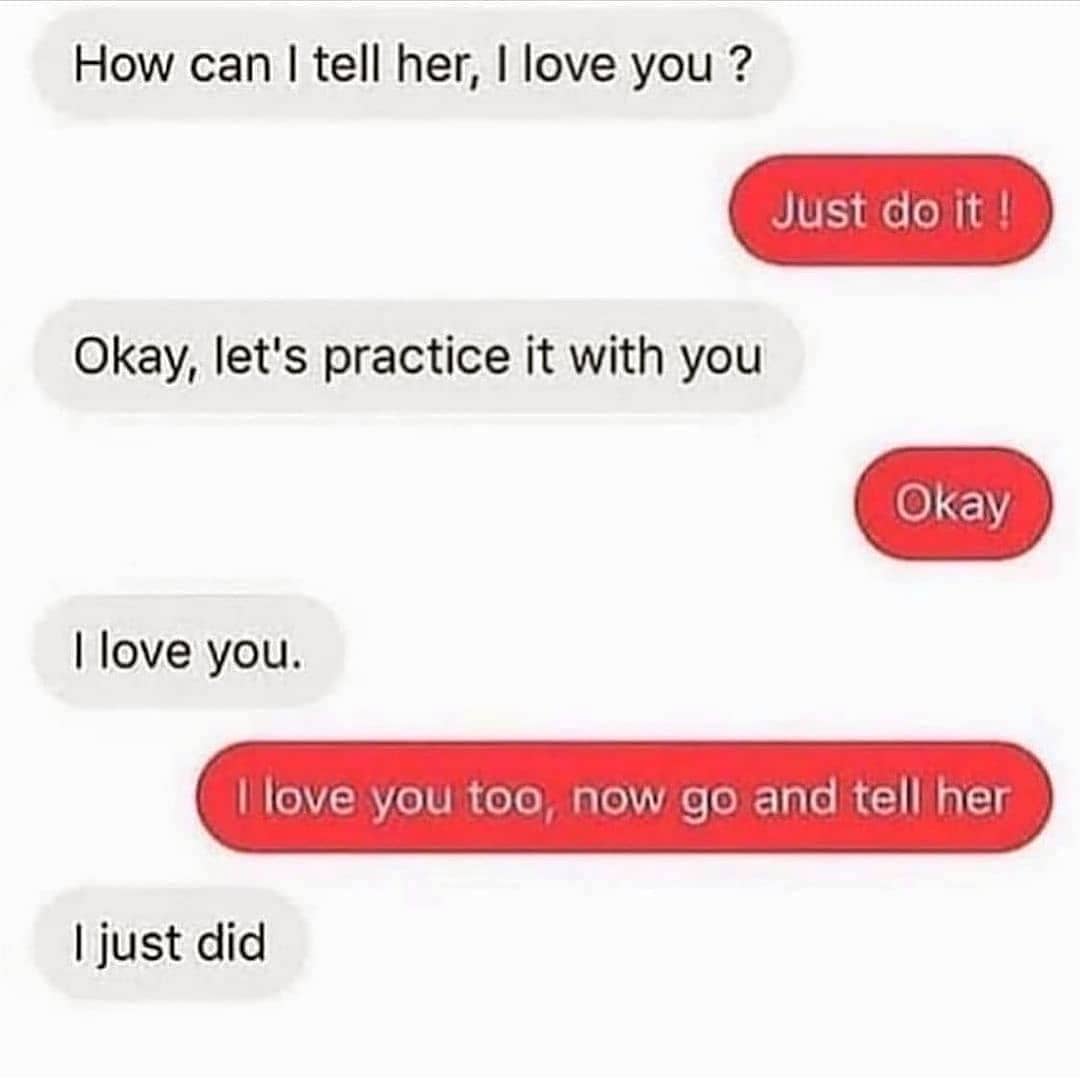 How can I tell her, I love you ?
Just do it !
Okay, let's practice it with you
Okay
I love you.
I love you too, now go and tell her
I just did